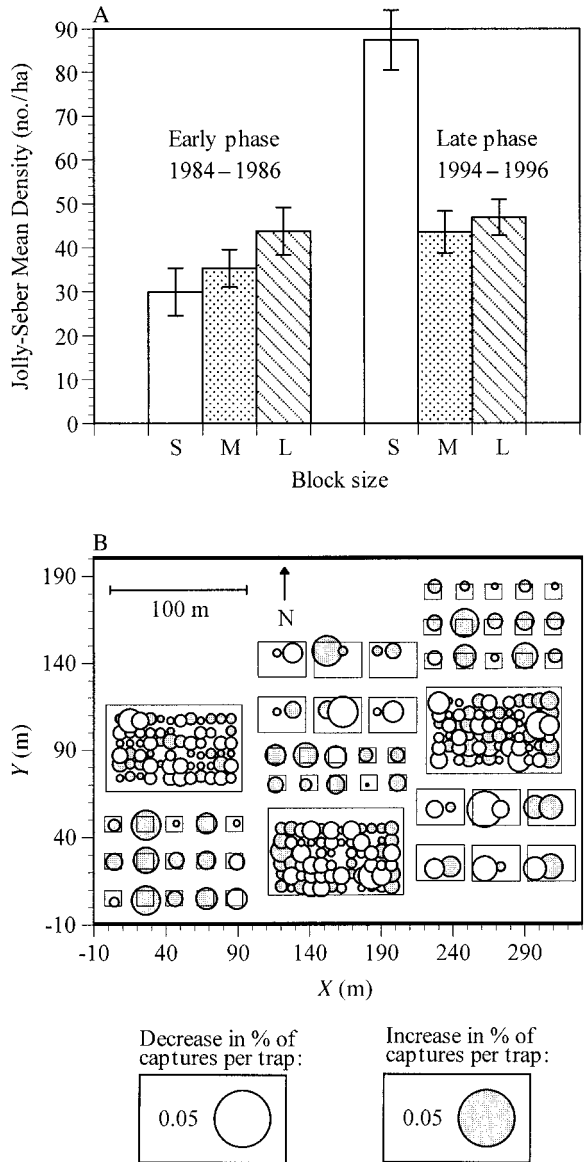 A
Jolly-Seber Mean Density (no./ha)
90
80
70
60
50
40
30
20
10
0
Early phase
1984–1986
Late phase
1994–1996
S M L S M L
Block size
B
190
140
90
40
-10
Y (m)
100 m
N
-10 40 90 140 190 240 290
X (m)
Decrease in % of
captures per trap:
0.05
Increase in % of
captures per trap:
0.05